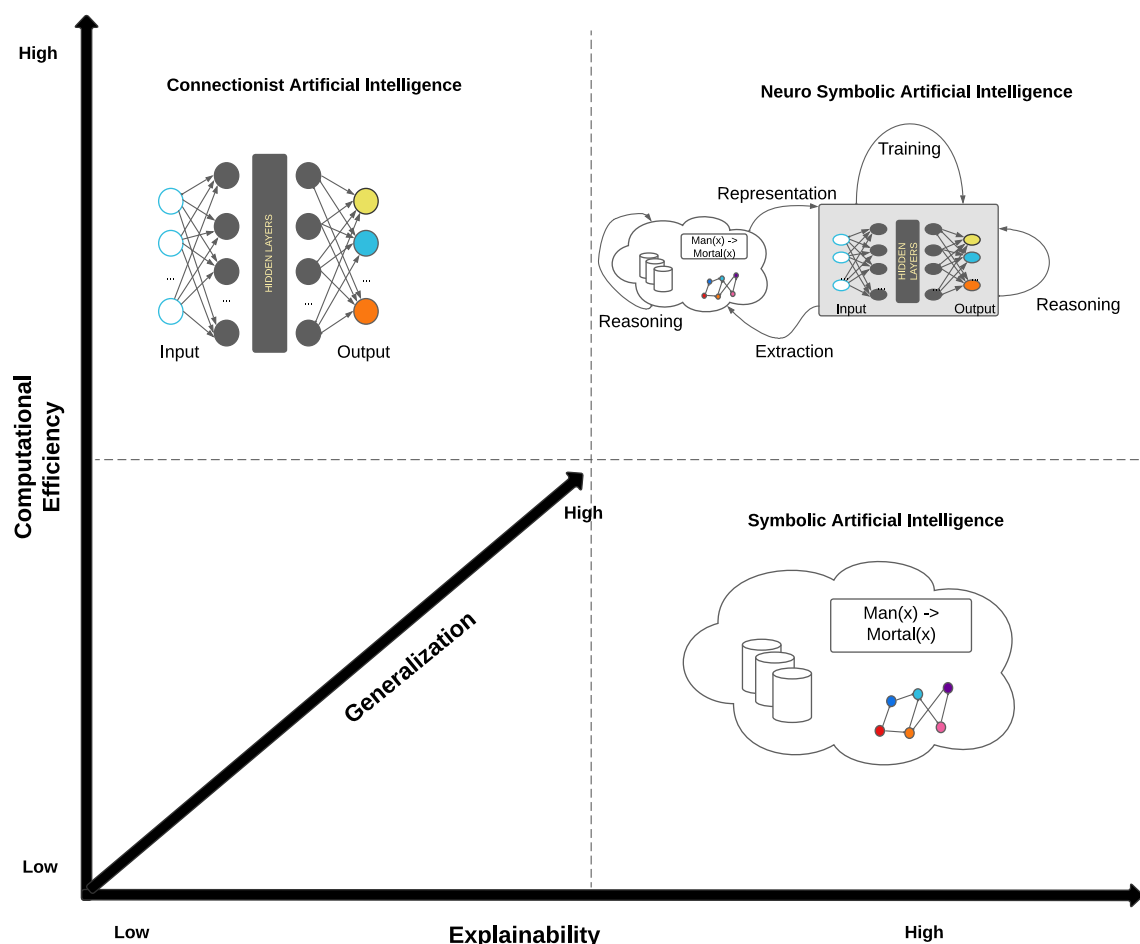 High
Connectionist Artificial Intelligence
Neuro Symbolic Artificial Intelligence
Training
Representation
HIDDEN LAYERS
Man(x) ->
Mortal(x)
HIDDEN
LAYERS
...
...
...
...
...
...
...
...
Input
Output
Reasoning
Reasoning
Input
Output
Extraction
Computational
Efficiency
High
Symbolic Artificial Intelligence
Generalization
Man(x) ->
Mortal(x)
Low
Low
Explainability
High